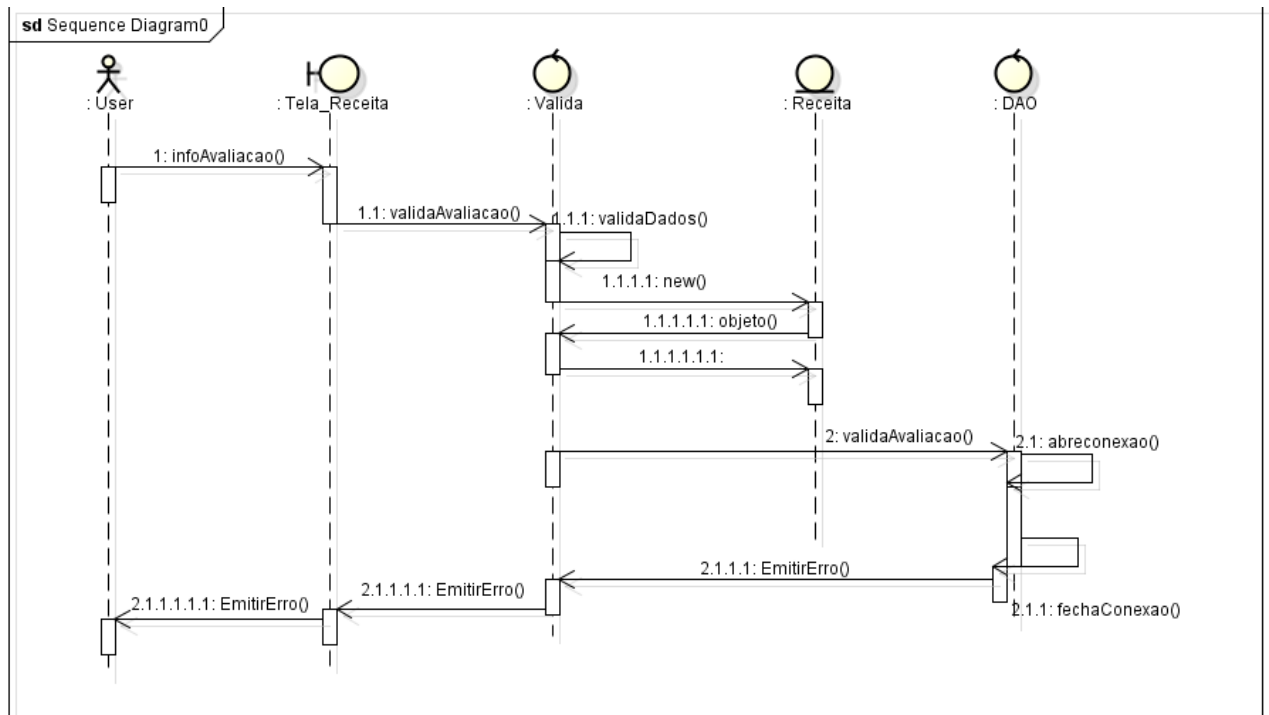 sd Sequence Diagram0
: User
: Tela_Receita
: Valida
: Receita
: DAO
1: infoAvaliacao()
1.1: validaAvaliacao()
1.1.1: validaDados()
1.1.1.1: new()
1.1.1.1.1: objeto()
1.1.1.1.1.1:
2: validaAvaliacao()
2.1: abreconexao()
2.1.1.1: EmitirErro()
2.1.1.1.1: EmitirErro()
2.1.1.1.1.1: EmitirErro()
2.1.1: fechaConexao()